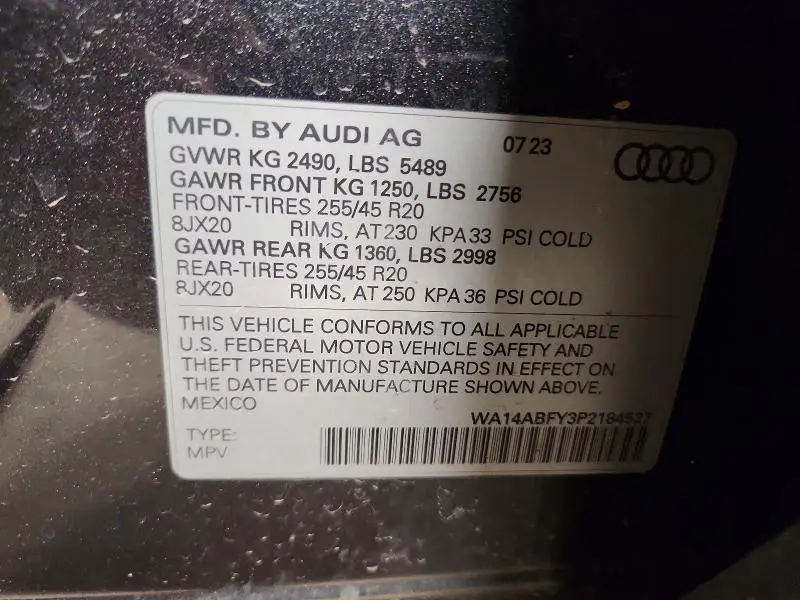 MFD. BY AUDI AG 07 23
GVWR KG 2490, LBS 5489
GAWR FRONT KG 1250, LBS 2756
FRONT-TIRES 255/45 R20
8JX20 RIMS, AT 230 KPA 33 PSI COLD
GAWR REAR KG 1360, LBS 2998
REAR-TIRES 255/45 R20
8JX20 RIMS, AT 250 KPA 36 PSI COLD
THIS VEHICLE CONFORMS TO ALL APPLICABLE
U.S. FEDERAL MOTOR VEHICLE SAFETY AND
THEFT PREVENTION STANDARDS IN EFFECT ON
THE DATE OF MANUFACTURE SHOWN ABOVE.
MEXICO
WA14ABFY3P2184527
TYPE:
MPV